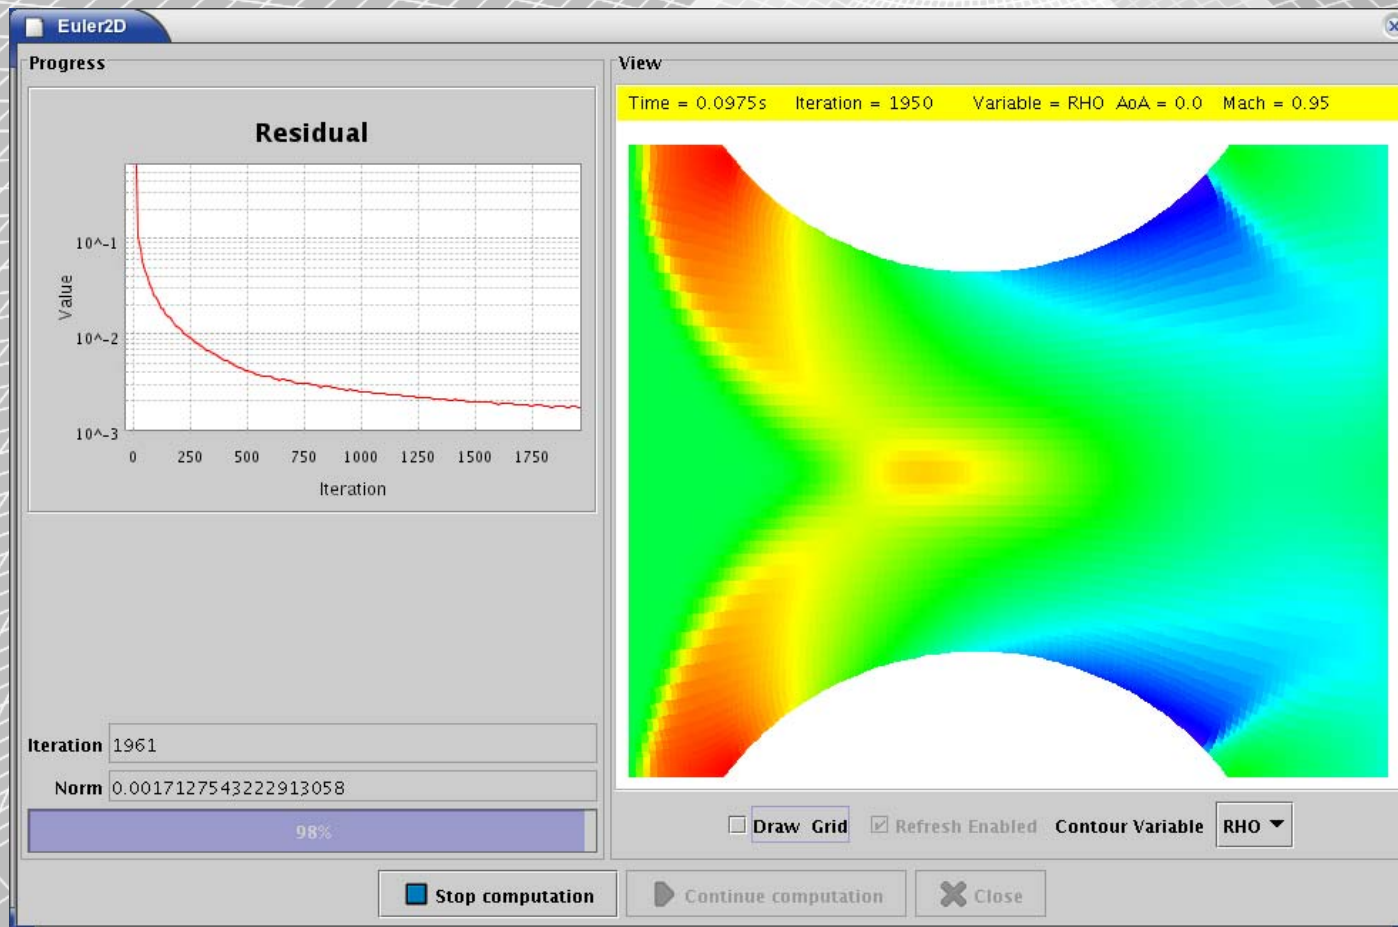 Euler2D
Progress
Residual
10^-1
10^-2
10^-3
Value
0 250 500 750 1000 1250 1500 1750
Iteration
Iteration 1961
Norm 0.0017127543222913058
98%
View
Time = 0.0975s Iteration = 1950 Variable = RHO AoA = 0.0 Mach = 0.95
Draw Grid Refresh Enabled Contour Variable RHO
Stop computation Continue computation Close